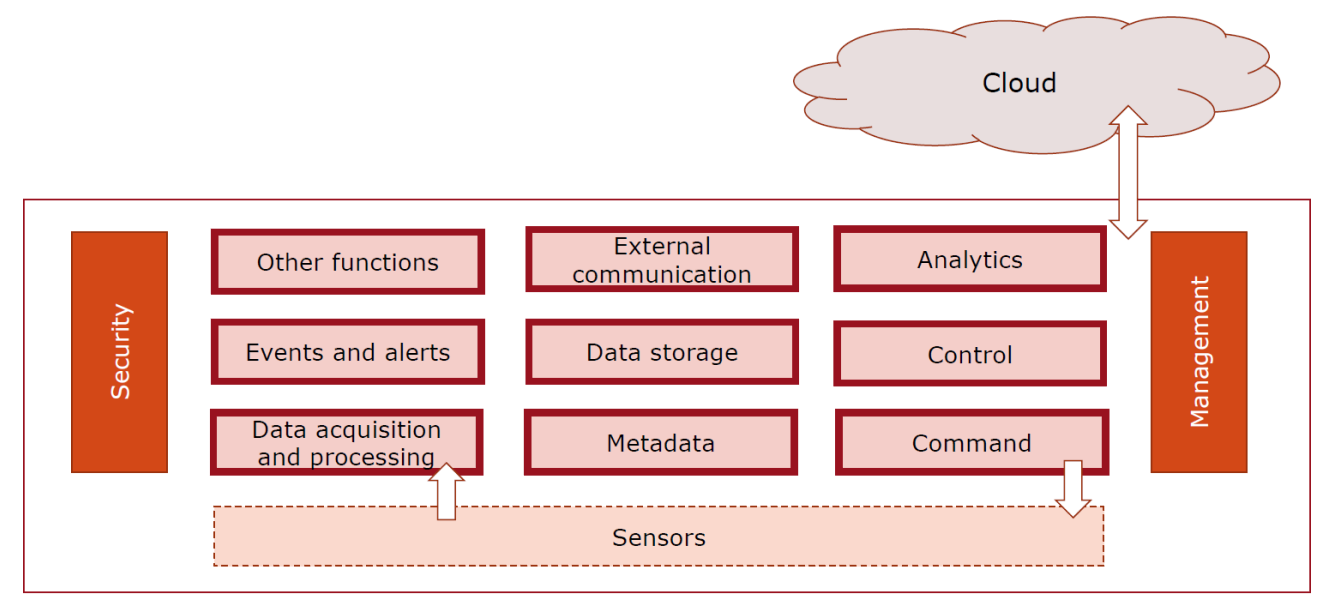 Cloud
Security
Other functions
External
communication
Analytics
Events and alerts
Data storage
Control
Data acquisition
and processing
Metadata
Command
Management
Sensors